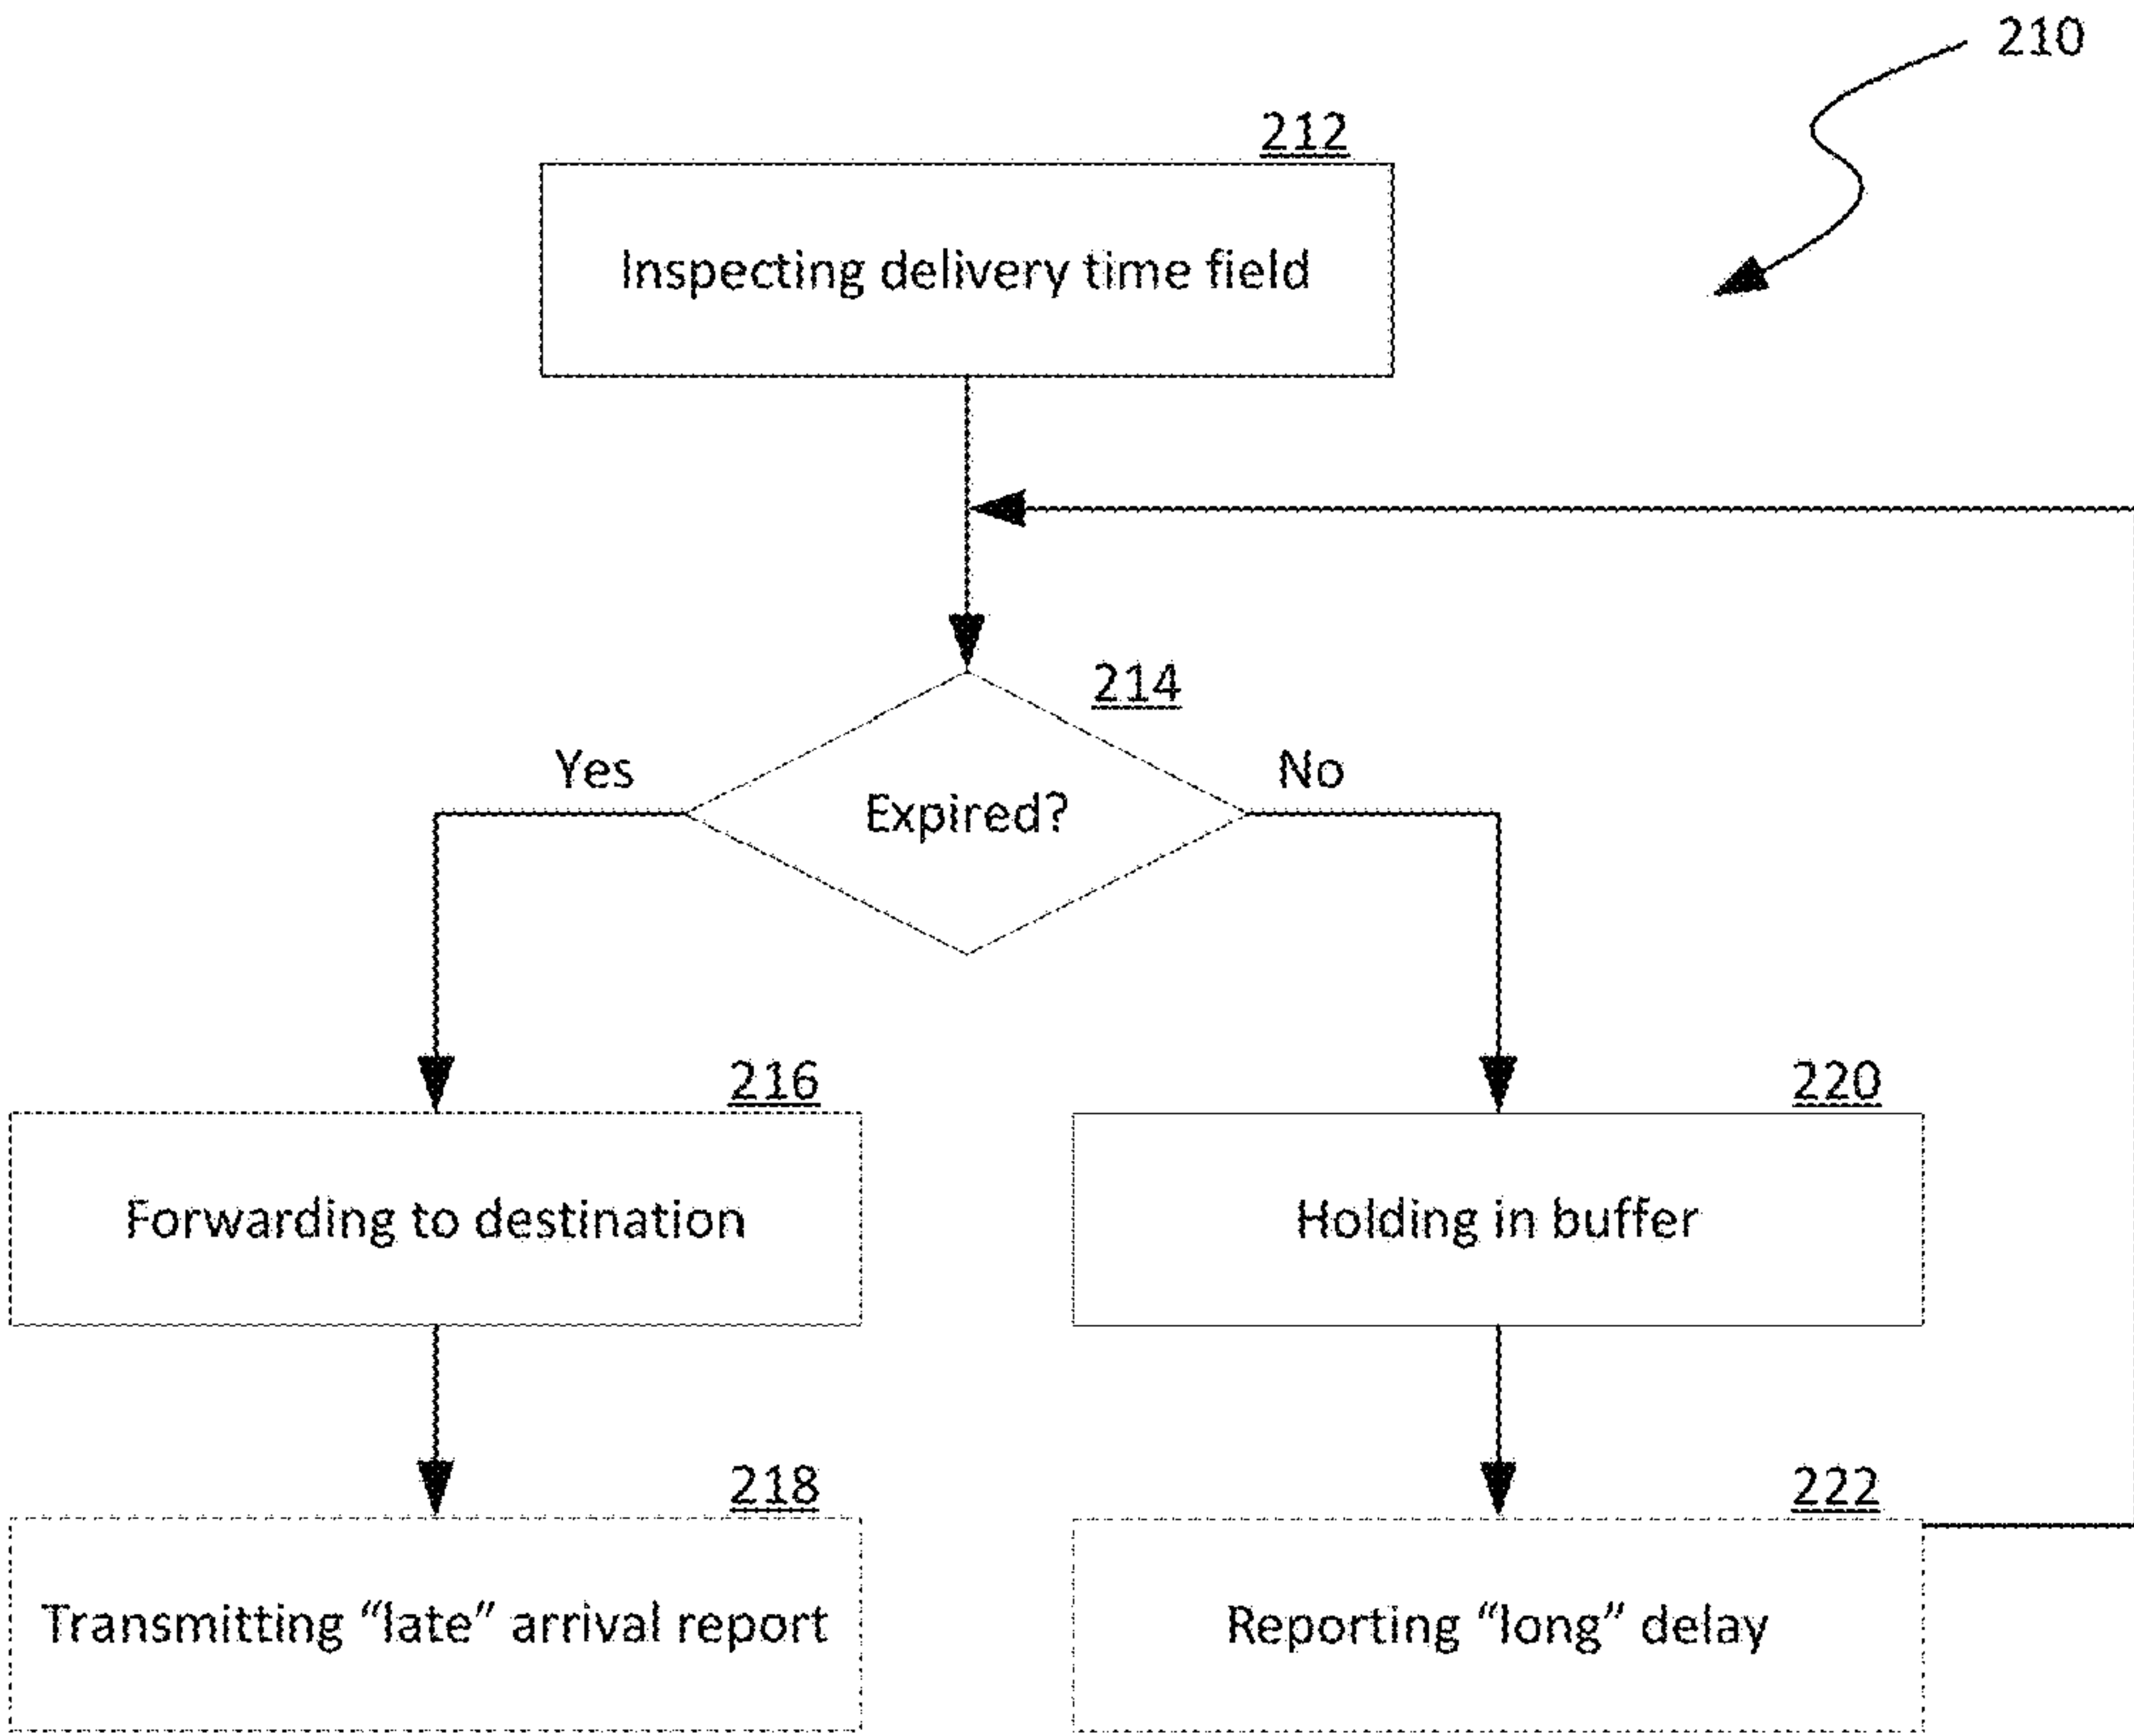 210
212
Inspecting delivery time field
214
Yes
No
Expired?
216
220
Forwarding to destination
Holding in buffer
218
222
Transmitting “late” arrival report
Reporting “long” delay